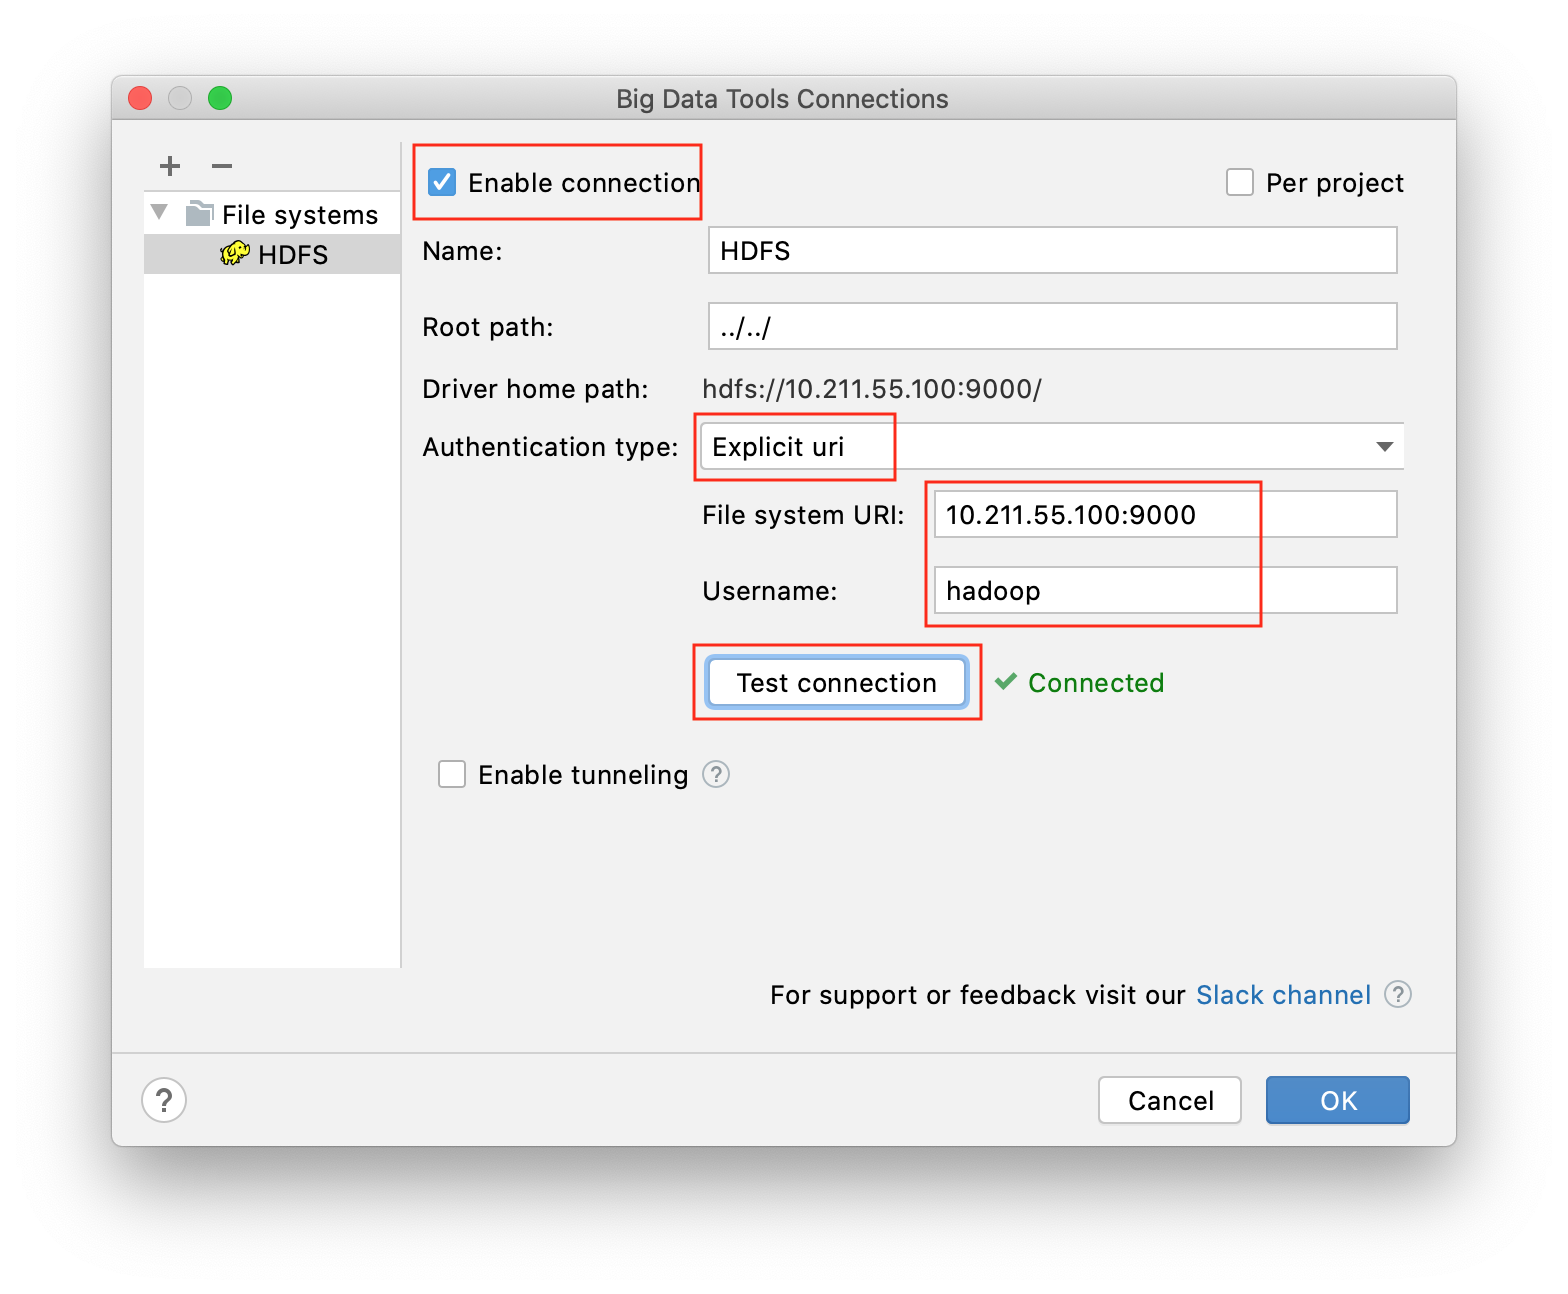 Big Data Tools Connections
File systems
HDFS
Enable connection
Per project
Name: HDFS
Root path: ../../
Driver home path: hdfs://10.211.55.100:9000/
Authentication type: Explicit uri
File system URI: 10.211.55.100:9000
Username: hadoop
Test connection Connected
Enable tunneling ?
For support or feedback visit our Slack channel ?
? Cancel OK